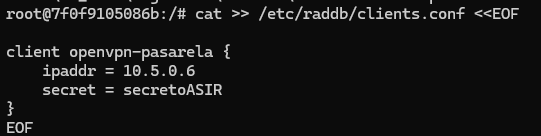 root@7f0f9105086b:/# cat >> /etc/raddb/clients.conf <<EOF
client openvpn-pasarela {
    ipaddr = 10.5.0.6
    secret = secretoASIR
}
EOF